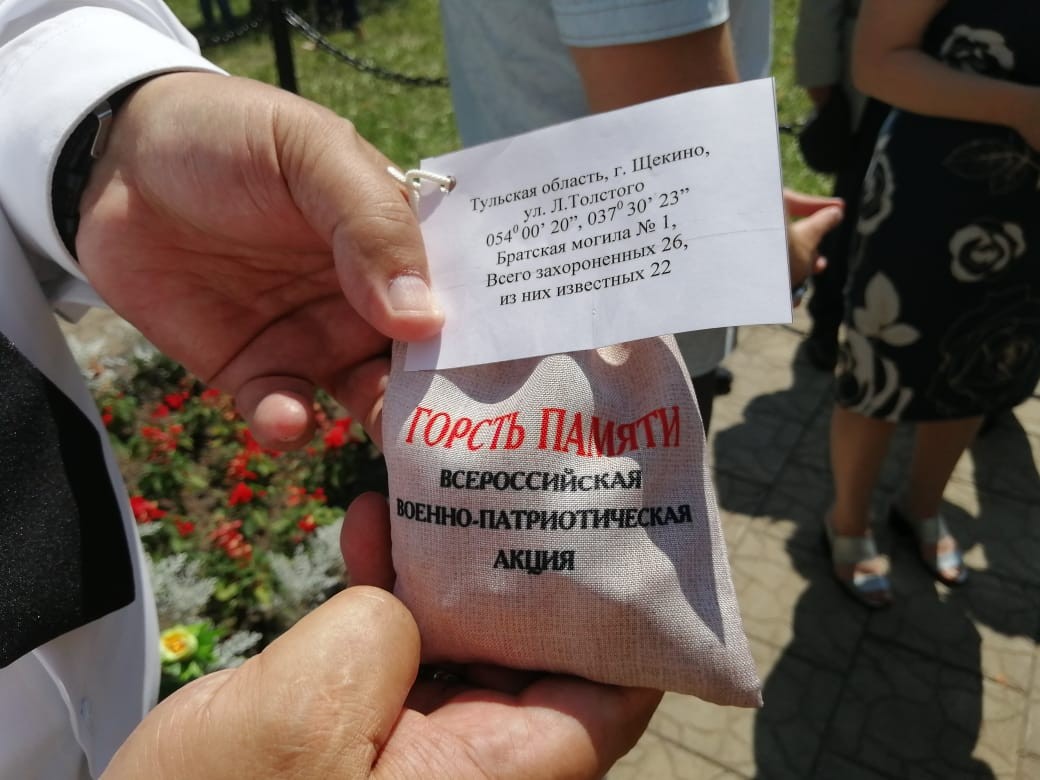 Тульская область, г. Щекино,
ул. Л.Толстого
054⁰ 00' 20", 037⁰ 30' 23"
Братская могила № 1,
Всего захороненных 26,
из них известных 22
ГОРСТЬ ПАМЯТИ
ВСЕРОССИЙСКАЯ
ВОЕННО-ПАТРИОТИЧЕСКАЯ
АКЦИЯ